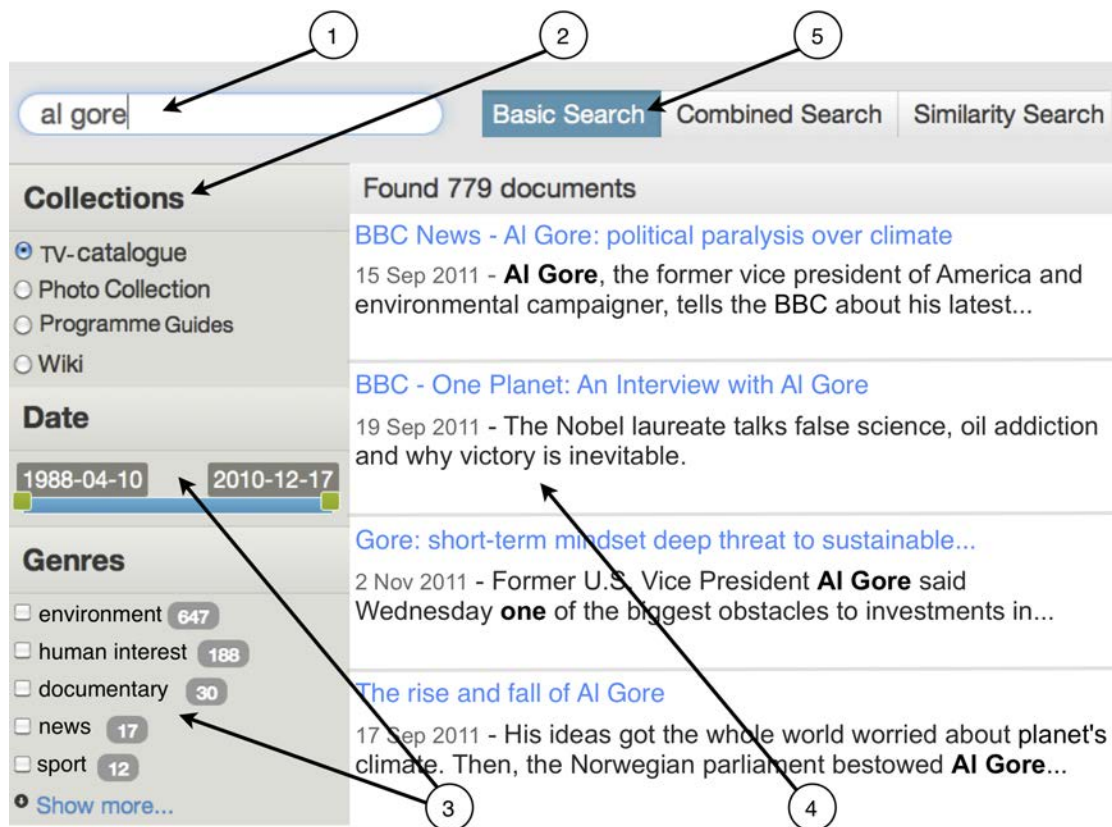 1
2
5
al gore
Basic Search
Combined Search
Similarity Search
Collections
TV-catalogue
Photo Collection
Programme Guides
Wiki
Date
1988-04-10
2010-12-17
Genres
environment 647
human interest 188
documentary 30
news 17
sport 12
Show more...
Found 779 documents
BBC News - Al Gore: political paralysis over climate
15 Sep 2011 - Al Gore, the former vice president of America and
environmental campaigner, tells the BBC about his latest...
BBC - One Planet: An Interview with Al Gore
19 Sep 2011 - The Nobel laureate talks false science, oil addiction
and why victory is inevitable.
Gore: short-term mindset deep threat to sustainable...
2 Nov 2011 - Former U.S. Vice President Al Gore said
Wednesday one of the biggest obstacles to investments in...
The rise and fall of Al Gore
17 Sep 2011 - His ideas got the whole world worried about planet's
climate. Then, the Norwegian parliament bestowed Al Gore...
3
4